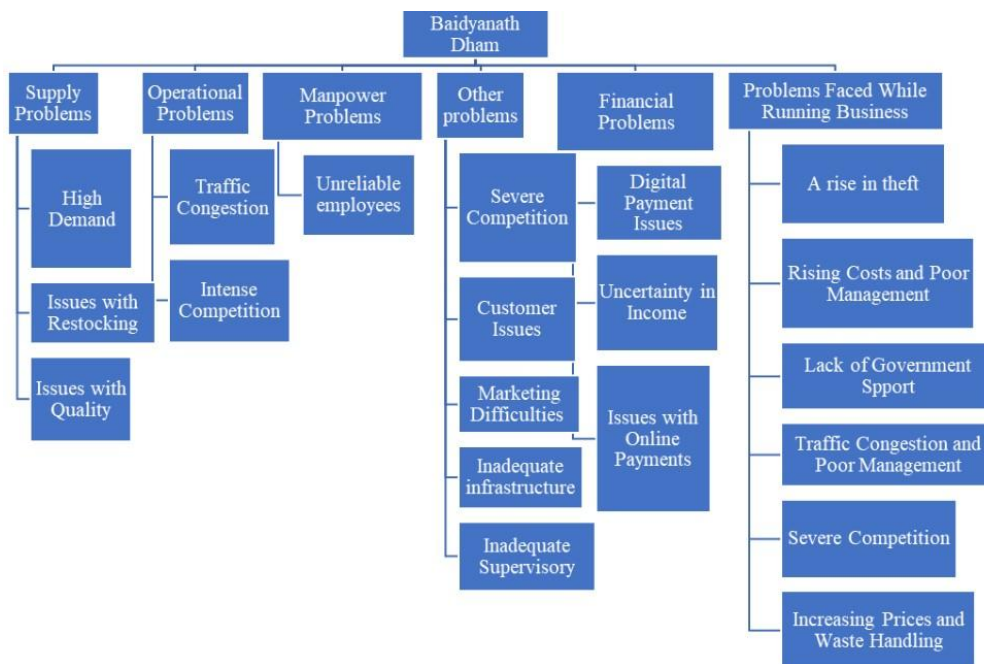 Baidyanath
Dham
Supply
Problems
High
Demand
Issues with
Restocking
Issues with
Quality
Operational
Problems
Traffic
Congestion
Intense
Competition
Manpower
Problems
Unreliable
employees
Other
problems
Severe
Competition
Customer
Issues
Marketing
Difficulties
Inadequate
infrastructure
Inadequate
Supervisory
Financial
Problems
Digital
Payment
Issues
Uncertainty in
Income
Issues with
Online
Payments
Problems Faced While
Running Business
A rise in theft
Rising Costs and Poor
Management
Lack of Government
Spport
Traffic Congestion and
Poor Management
Severe Competition
Increasing Prices and
Waste Handling